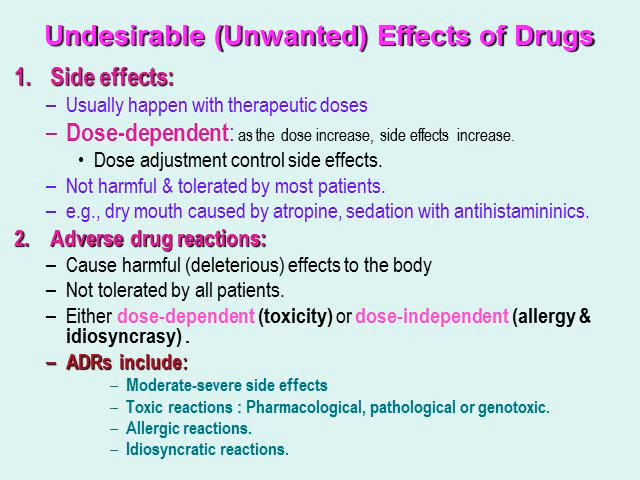 Undesirable (Unwanted) Effects of Drugs
1. Side effects:
– Usually happen with therapeutic doses
– Dose-dependent: as the dose increase, side effects increase.
• Dose adjustment control side effects.
– Not harmful & tolerated by most patients.
– e.g., dry mouth caused by atropine, sedation with antihistamininics.
2. Adverse drug reactions:
– Cause harmful (deleterious) effects to the body
– Not tolerated by all patients.
– Either dose-dependent (toxicity) or dose-independent (allergy &
idiosyncrasy) .
– ADRs include:
– Moderate-severe side effects
– Toxic reactions : Pharmacological, pathological or genotoxic.
– Allergic reactions.
– Idiosyncratic reactions.